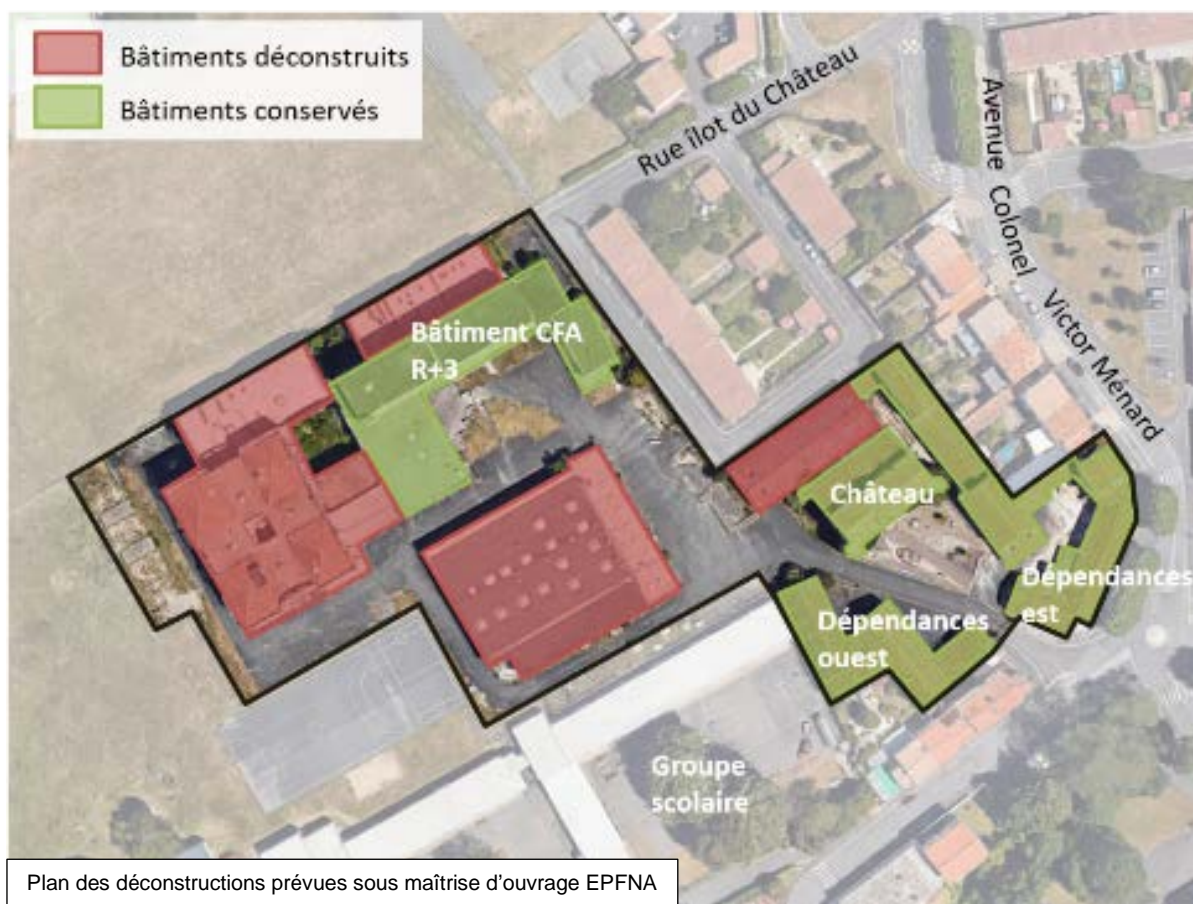 Bâtiments déconstruits
Bâtiments conservés
Rue îlot du Château
Avenue Colonel Victor Ménard
Bâtiment CFA
R+3
Château
Dépendances
est
Dépendances
ouest
Groupe
scolaire
Plan des déconstructions prévues sous maîtrise d'ouvrage EPFNA